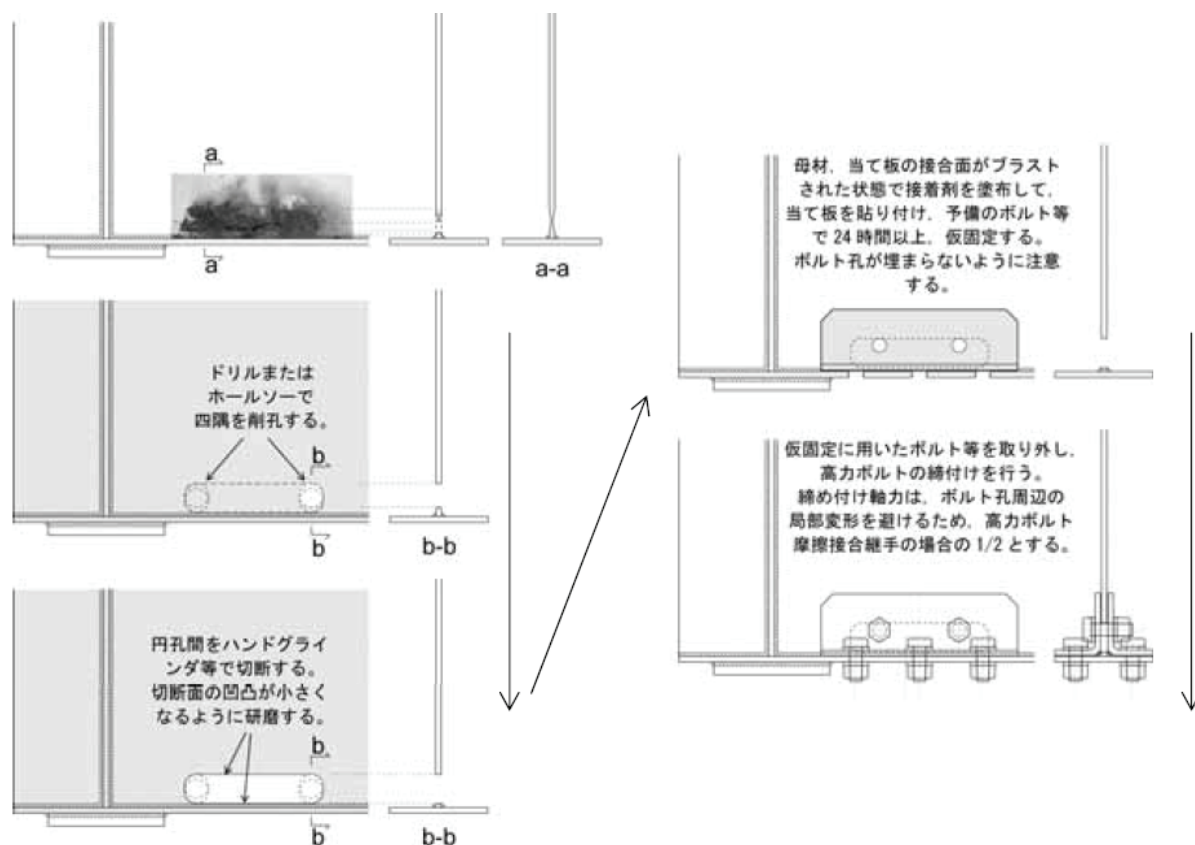 a
a
a-a
ドリルまたは
ホールソーで
四隅を削孔する。
b
b
b-b
円孔間をハンドグライ
ンダ等で切断する。
切断面の凹凸が小さく
なるように研磨する。
b
b
b-b
母材，当て板の接合面がブラスト
された状態で接着剤を塗布して，
当て板を貼り付け，予備のボルト等
で 24 時間以上，仮固定する。
ボルト孔が埋まらないように注意
する。
仮固定に用いたボルト等を取り外し，
高力ボルトの締付けを行う。
締め付け軸力は，ボルト孔周辺の
局部変形を避けるため，高力ボルト
摩擦接合継手の場合の 1/2 とする。